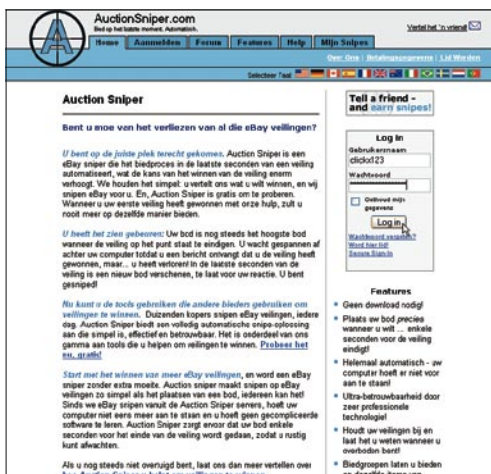 AuctionSniper.com
Bied op het laatste moment. Automatisch.
Vertel het 'n vriend!
Home Aanmelden Forum Features Help Mijn Snipes
Over Ons | Betalingsgegevens | Lid Worden
Selecteer Taal:
Auction Sniper
Bent u moe van het verliezen van al die eBay veilingen?
U bent op de juiste plek terecht gekomen. Auction Sniper is een
eBay sniper die het biedproces in de laatste seconden van een veiling
automatiseert, wat de kans van het winnen van de veiling enorm
verhoogt. We houden het simpel: u vertelt ons wat u wilt winnen, en wij
snipen eBay voor u. En, Auction Sniper is gratis om te proberen.
Wanneer u uw eerste veiling heeft gewonnen met onze hulp, zult u
nooit meer op dezelfde manier bieden.
U heeft het zien gebeuren: Uw bod is nog steeds het hoogste bod
wanneer de veiling op het punt staat te eindigen. U wacht gespannen af
achter uw computer totdat u een bericht ontvangt dat u de veiling heeft
gewonnen, maar... u heeft verloren! In de laatste seconden van de
veiling is een nieuw bod verschenen, te laat voor uw reactie. U bent
gesniped!
Nu kunt u de tools gebruiken die andere bieders gebruiken om
veilingen te winnen. Duizenden kopers snipen eBay veilingen, iedere
dag. Auction Sniper biedt een volledig automatische snipe-oplossing
aan die simpel is, effectief en betrouwbaar. Het is onderdeel van ons
gamma aan tools die u helpen om veilingen te winnen. Probeer het
nu, gratis!
Start met het winnen van meer eBay veilingen, en word een eBay
sniper zonder extra moeite. Auction Sniper maakt snipen op eBay
veilingen zo simpel als het plaatsen van een bod, iedereen kan het!
Sinds we eBay snipen vanuit de Auction Sniper servers, hoeft uw
computer niet eens meer aan te staan en u hoeft geen gecompliceerde
software te leren. Auction Sniper zorgt ervoor dat uw bod enkele
seconden voor het einde van de veiling wordt gedaan, zodat u rustig
kunt afwachten.
Als u nog steeds niet overuigd bent, laat ons dan meer vertellen over
Tell a friend -
and earn snipes!
Log In
Gebruikersnaam
clickx123
Wachtwoord
Onthoud mijn
gegevens
Log in
Wachtwoord vergeten?
Word hier lid!
Secure Sign-In
Features
Geen download nodig!
Plaats uw bod precies
wanneer u wilt ... enkele
seconden voor de veiling
eindigt!
Helemaal automatisch - uw
computer hoeft er niet voor
aan te staan!
Ultra-betrouwbaarheid door
zeer professionele
technologie!
Houdt uw veilingen bij en
laat het u weten wanneer u
overboden bent!
Biedgroepen laten u bieden